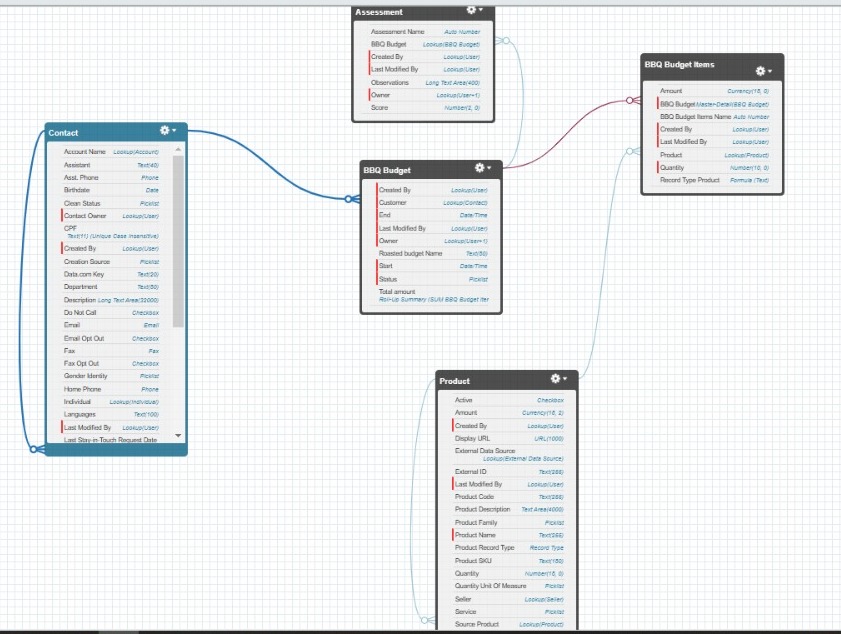 Assessment
Assessment Name Auto Number
BBQ Budget Lookup(BBQ Budget)
Created By Lookup(User)
Last Modified By Lookup(User)
Observations Long Text Area(400)
Owner Lookup(User+1)
Score Number(2, 0)
BBQ Budget Items
Amount Currency(16, 0)
BBQ Budget Master-Detail(BBQ Budget)
BBQ Budget Items Name Auto Number
Created By Lookup(User)
Last Modified By Lookup(User)
Product Lookup(Product)
Quantity Number(10, 0)
Record Type Product Formula (Text)
Contact
Account Name Lookup(Account)
Assistant Text(40)
Asst. Phone Phone
Birthdate Date
Clean Status Picklist
Contact Owner Lookup(User)
CPF
Text(11) (Unique Case Insensitive)
Created By Lookup(User)
Creation Source Picklist
Data.com Key Text(20)
Department Text(80)
Description Long Text Area(32000)
Do Not Call Checkbox
Email Email
Email Opt Out Checkbox
Fax Fax
Fax Opt Out Checkbox
Gender Identity Picklist
Home Phone Phone
Individual Lookup(Individual)
Languages Text(100)
Last Modified By Lookup(User)
Last Stay-in-Touch Request Date
BBQ Budget
Created By Lookup(User)
Customer Lookup(Contact)
End Date/Time
Last Modified By Lookup(User)
Owner Lookup(User+1)
Roasted budget Name Text(80)
Start Date/Time
Status Picklist
Total amount
Roll-Up Summary (SUM BBQ Budget Iter
Product
Active Checkbox
Amount Currency(16, 2)
Created By Lookup(User)
Display URL URL(1000)
External Data Source
Lookup(External Data Source)
External ID Text(255)
Last Modified By Lookup(User)
Product Code Text(255)
Product Description Text Area(4000)
Product Family Picklist
Product Name Text(255)
Product Record Type Record Type
Product SKU Text(180)
Quantity Number(16, 0)
Quantity Unit Of Measure Picklist
Seller Lookup(Seller)
Service Picklist
Source Product Lookup(Product)